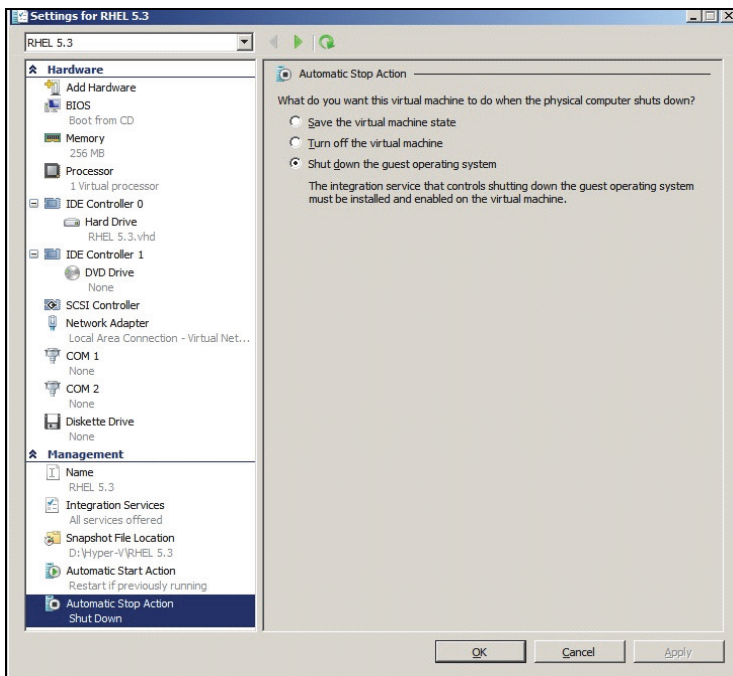 Settings for RHEL 5.3
RHEL 5.3
Hardware
Add Hardware
BIOS
Boot from CD
Memory
256 MB
Processor
1 Virtual processor
IDE Controller 0
Hard Drive
RHEL 5.3.vhd
IDE Controller 1
DVD Drive
None
SCSI Controller
Network Adapter
Local Area Connection - Virtual Net...
COM 1
None
COM 2
None
Diskette Drive
None
Management
Name
RHEL 5.3
Integration Services
All services offered
Snapshot File Location
D:\Hyper-V\RHEL 5.3
Automatic Start Action
Restart if previously running
Automatic Stop Action
Shut Down
Automatic Stop Action
What do you want this virtual machine to do when the physical computer shuts down?
Save the virtual machine state
Turn off the virtual machine
Shut down the guest operating system
The integration service that controls shutting down the guest operating system
must be installed and enabled on the virtual machine.
OK
Cancel
Apply